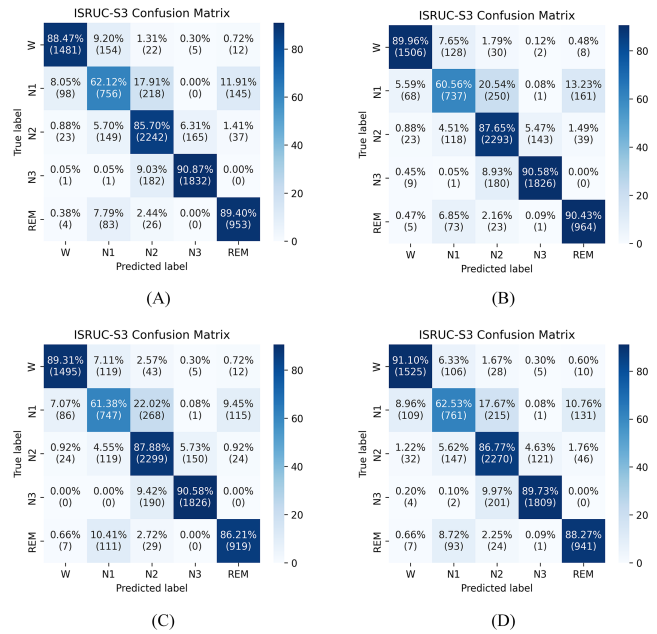 ISRUC-S3 Confusion Matrix
W 88.47% 9.20% 1.31% 0.30% 0.72%
(1481) (154) (22) (5) (12)
80
N1 8.05% 62.12% 17.91% 0.00% 11.91%
(98) (756) (218) (0) (145)
60
True label
N2 0.88% 5.70% 85.70% 6.31% 1.41%
(23) (149) (2242) (165) (37)
40
N3 0.05% 0.05% 9.03% 90.87% 0.00%
(1) (1) (182) (1832) (0)
20
REM 0.38% 7.79% 2.44% 0.00% 89.40%
(4) (83) (26) (0) (953)
0
W N1 N2 N3 REM
Predicted label
(A)
ISRUC-S3 Confusion Matrix
W 89.96% 7.65% 1.79% 0.12% 0.48%
(1506) (128) (30) (2) (8)
80
N1 5.59% 60.56% 20.54% 0.08% 13.23%
(68) (737) (250) (1) (161)
60
True label
N2 0.88% 4.51% 87.65% 5.47% 1.49%
(23) (118) (2293) (143) (39)
40
N3 0.45% 0.05% 8.93% 90.58% 0.00%
(9) (1) (180) (1826) (0)
20
REM 0.47% 6.85% 2.16% 0.09% 90.43%
(5) (73) (23) (1) (964)
0
W N1 N2 N3 REM
Predicted label
(B)
ISRUC-S3 Confusion Matrix
W 89.31% 7.11% 2.57% 0.30% 0.72%
(1495) (119) (43) (5) (12)
80
N1 7.07% 61.38% 22.02% 0.08% 9.45%
(86) (747) (268) (1) (115)
60
True label
N2 0.92% 4.55% 87.88% 5.73% 0.92%
(24) (119) (2299) (150) (24)
40
N3 0.00% 0.00% 9.42% 90.58% 0.00%
(0) (0) (190) (1826) (0)
20
REM 0.66% 10.41% 2.72% 0.00% 86.21%
(7) (111) (29) (0) (919)
0
W N1 N2 N3 REM
Predicted label
(C)
ISRUC-S3 Confusion Matrix
W 91.10% 6.33% 1.67% 0.30% 0.60%
(1525) (106) (28) (5) (10)
80
N1 8.96% 62.53% 17.67% 0.08% 10.76%
(109) (761) (215) (1) (131)
60
True label
N2 1.22% 5.62% 86.77% 4.63% 1.76%
(32) (147) (2270) (121) (46)
40
N3 0.20% 0.10% 9.97% 89.73% 0.00%
(4) (2) (201) (1809) (0)
20
REM 0.66% 8.72% 2.25% 0.09% 88.27%
(7) (93) (24) (1) (941)
0
W N1 N2 N3 REM
Predicted label
(D)